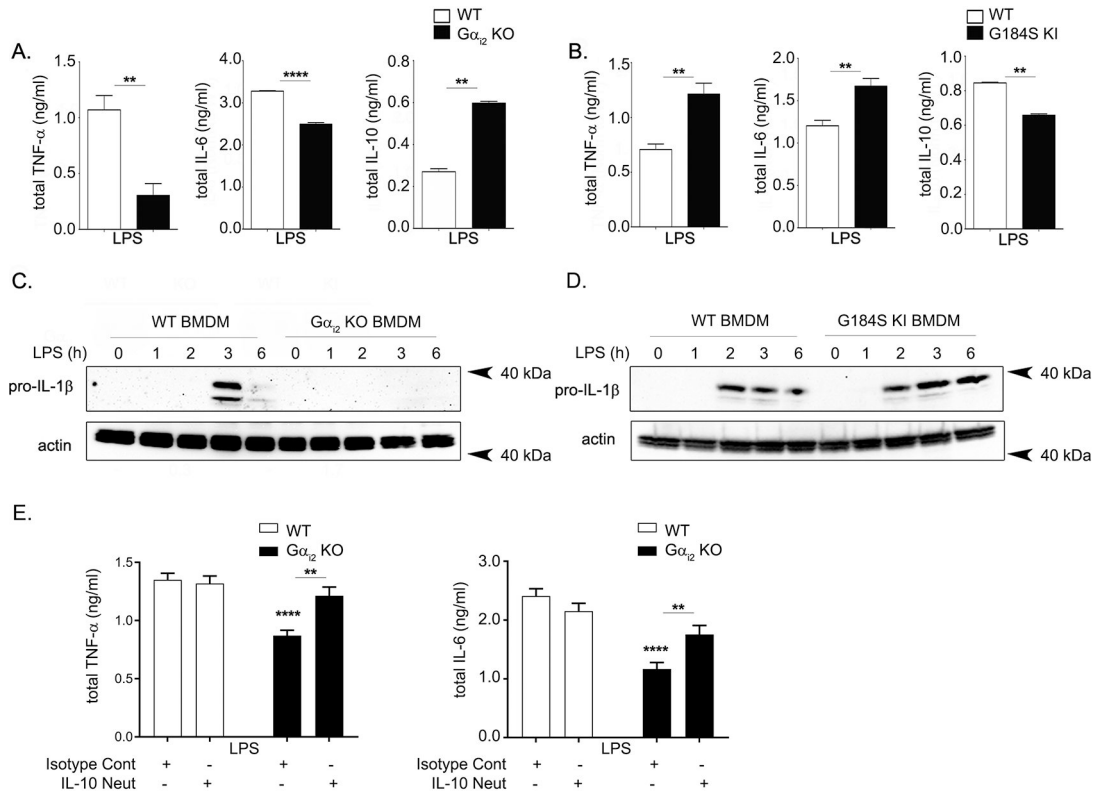 WT
Gαi2 KO
A.
total TNF-α (ng/ml)
1.5
1.0
0.5
0.0
**
LPS
total IL-6 (ng/ml)
4.0
3.0
2.0
1.0
0.0
****
LPS
total IL-10 (ng/ml)
0.8
0.6
0.4
0.2
0.0
**
LPS
WT
G184S KI
B.
total TNF-α (ng/ml)
1.5
1.0
0.5
0.0
**
LPS
total IL-6 (ng/ml)
2.0
1.5
1.0
0.5
0.0
**
LPS
total IL-10 (ng/ml)
1.0
0.8
0.6
0.4
0.2
0.0
**
LPS
C.
WT BMDM Gαi2 KO BMDM
LPS (h) 0 1 2 3 6 0 1 2 3 6
pro-IL-1β
40 kDa
actin
40 kDa
D.
WT BMDM G184S KI BMDM
LPS (h) 0 1 2 3 6 0 1 2 3 6
pro-IL-1β
40 kDa
actin
40 kDa
E.
WT
Gαi2 KO
total TNF-α (ng/ml)
1.5
1.0
0.5
0.0
****
**
LPS
Isotype Cont + - + -
IL-10 Neut - + - +
WT
Gαi2 KO
total IL-6 (ng/ml)
3.0
2.0
1.0
0.0
****
**
LPS
Isotype Cont + - + -
IL-10 Neut - + - +